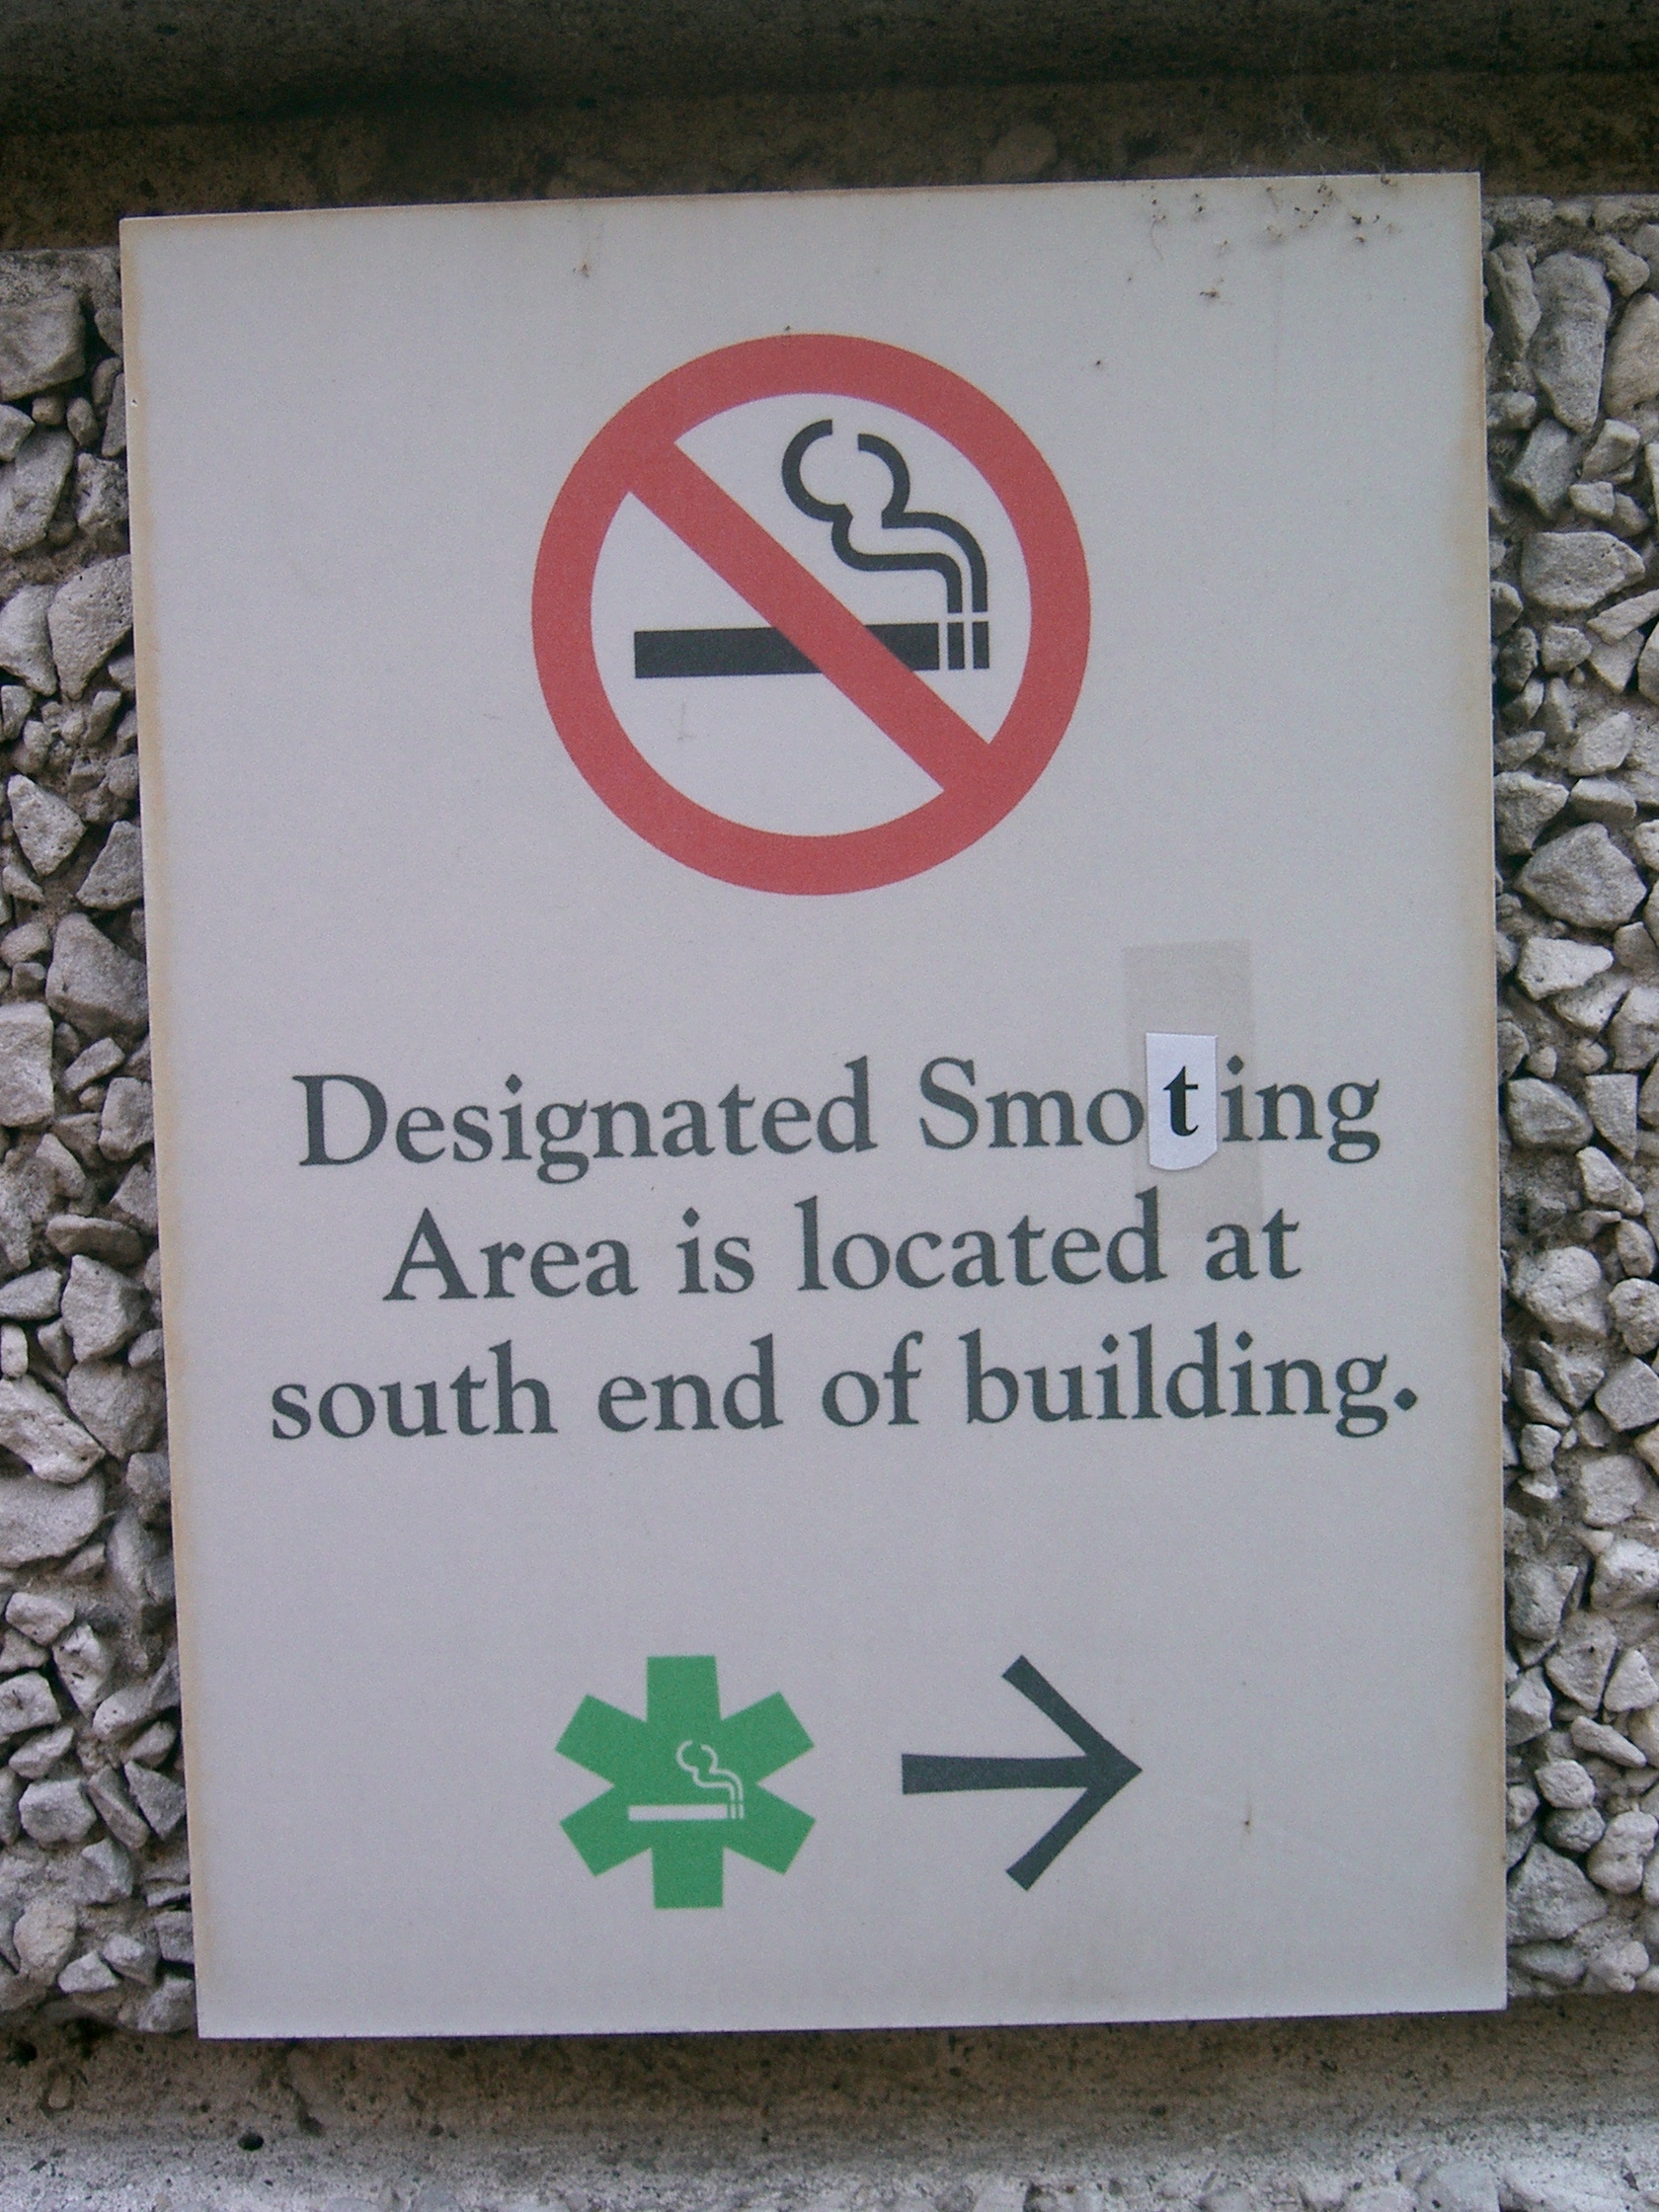 Designated Smoting
Area is located at
south end of building.